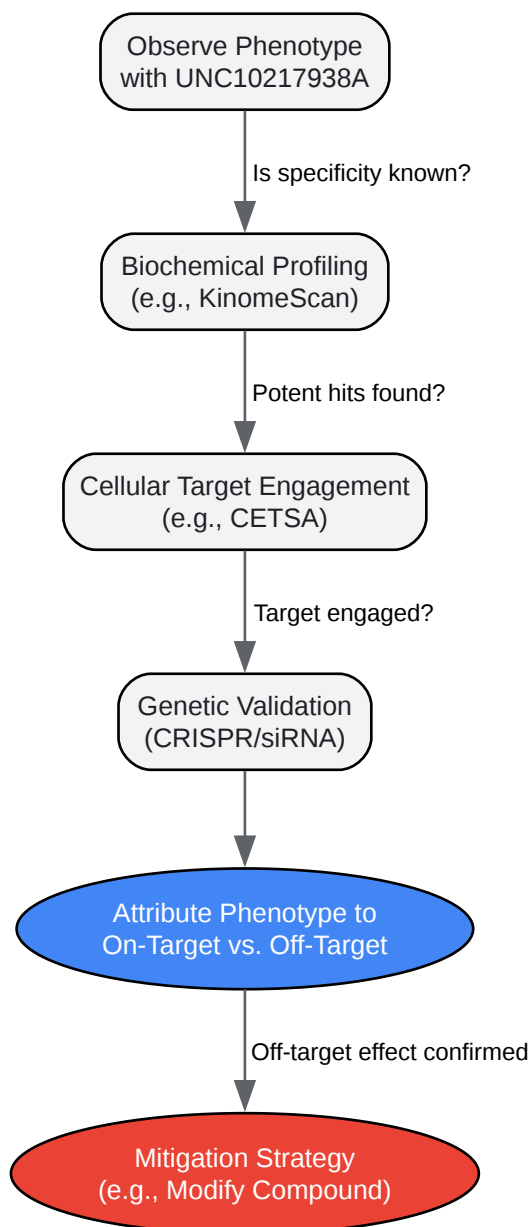 Observe Phenotype
with UNC10217938A
Is specificity known?
Biochemical Profiling
(e.g., KinomeScan)
Potent hits found?
Cellular Target Engagement
(e.g., CETSA)
Target engaged?
Genetic Validation
(CRISPR/siRNA)
Attribute Phenotype to
On-Target vs. Off-Target
Off-target effect confirmed
Mitigation Strategy
(e.g., Modify Compound)